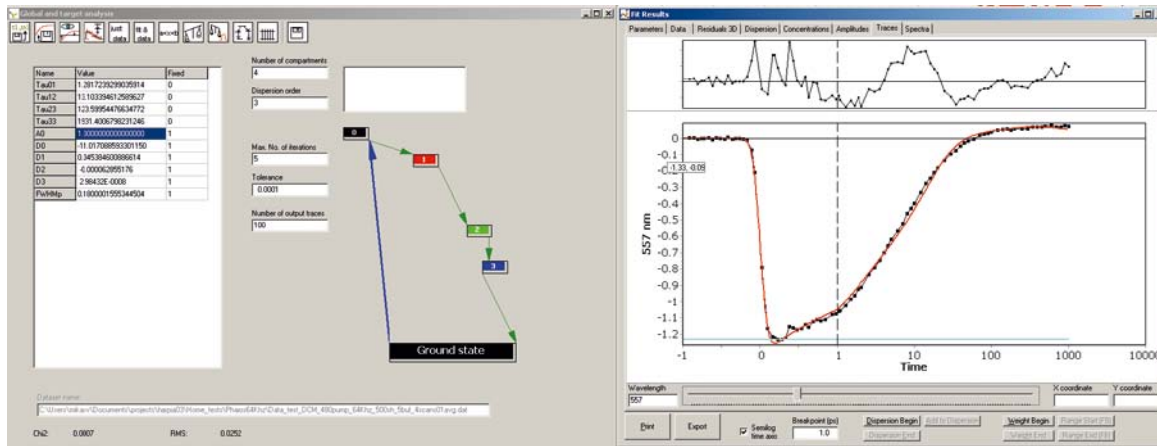 Global and target analysis
just data
fit & data
Name Value Fixed
Tau01 1.2817239299035914 0
Tau12 13.103394612589627 0
Tau23 123.59954476634772 0
Tau33 1931.4006798231246 0
A0 1.0000000000000000 1
D0 1
D1 0.345384600886614 1
D2 -0.000062855176 1
D3 2.98432E-0008 1
FWHMp 0.1800001555344504 1
Number of compartments
4
Dispersion order
3
Max. No. of iterations
5
Tolerance
0.0001
Number of output traces
100
0
1
2
3
Ground state
Dataset name:
Chi2: 0.0007 RMS: 0.0252
Fit Results
Parameters Data Residuals 3D Dispersion Concentrations Amplitudes Traces Spectra
0
-0.1
-1.33, -0.09
-0.2
-0.3
-0.4
-0.5
-0.6
-0.7
-0.8
-0.9
-1
-1.1
-1.2
557 nm
-1 0 1 10 100 1000 10000
Time
Wavelength
557
X coordinate Y coordinate
Print Export
Semilog time axis
Breakpoint (ps)
1.0
Dispersion Begin Add to Dispersion
Dispersion End
Weight Begin Range Start (F9)
Weight End